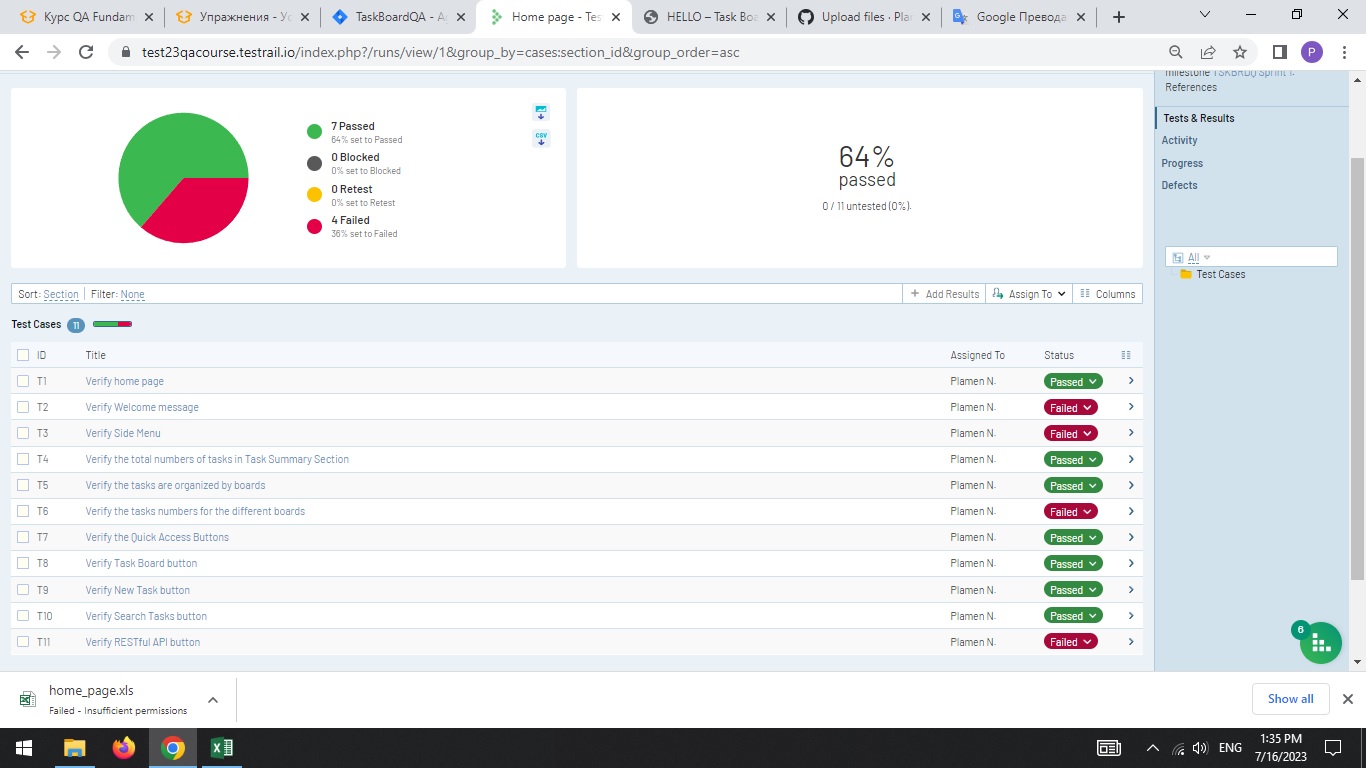 Курс QA Fundam
Упражнения - Ус
TaskBoardQA - Ag
Home page - Tes
HELLO – Task Boa
Upload files · Plan
Google Превода
test23qacourse.testrail.io/index.php?/runs/view/1&group_by=cases:section_id&group_order=asc
P
milestone TSKBRDQ Sprint 1.
References
7 Passed
64% set to Passed
0 Blocked
0% set to Blocked
0 Retest
0% set to Retest
4 Failed
36% set to Failed
CSV
64%
passed
0 / 11 untested (0%).
Tests & Results
Activity
Progress
Defects
All
Test Cases
Sort: Section Filter: None
Add Results Assign To Columns
Test Cases 11
ID Title Assigned To Status
T1 Verify home page Plamen N. Passed
T2 Verify Welcome message Plamen N. Failed
T3 Verify Side Menu Plamen N. Failed
T4 Verify the total numbers of tasks in Task Summary Section Plamen N. Passed
T5 Verify the tasks are organized by boards Plamen N. Passed
T6 Verify the tasks numbers for the different boards Plamen N. Failed
T7 Verify the Quick Access Buttons Plamen N. Passed
T8 Verify Task Board button Plamen N. Passed
T9 Verify New Task button Plamen N. Passed
T10 Verify Search Tasks button Plamen N. Passed
T11 Verify RESTful API button Plamen N. Failed
6
home_page.xls
Failed - Insufficient permissions
Show all
ENG
1:35 PM
7/16/2023